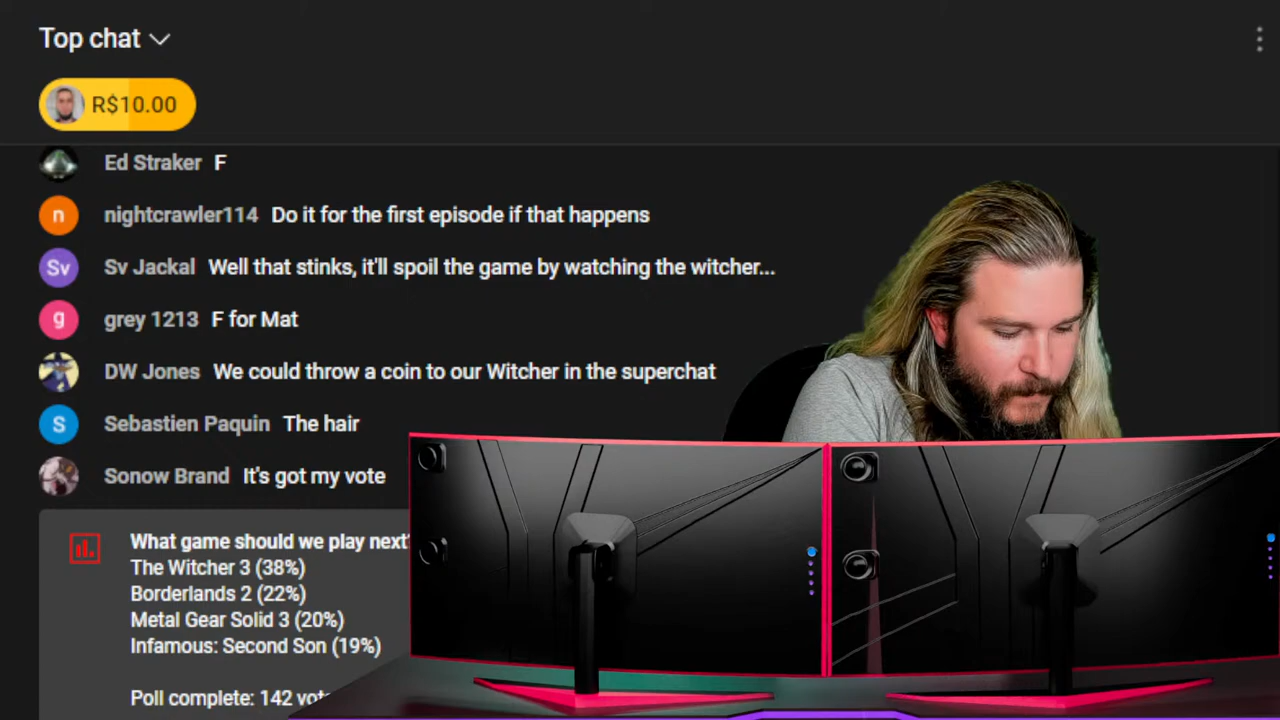 Top chat
R$10.00
Ed Straker F
n nightcrawler114 Do it for the first episode if that happens
Sv Sv Jackal Well that stinks, it'll spoil the game by watching the witcher...
g grey 1213 F for Mat
DW Jones We could throw a coin to our Witcher in the superchat
S Sebastien Paquin The hair
Sonow Brand It's got my vote
What game should we play next?
The Witcher 3 (38%)
Borderlands 2 (22%)
Metal Gear Solid 3 (20%)
Infamous: Second Son (19%)
Poll complete: 142